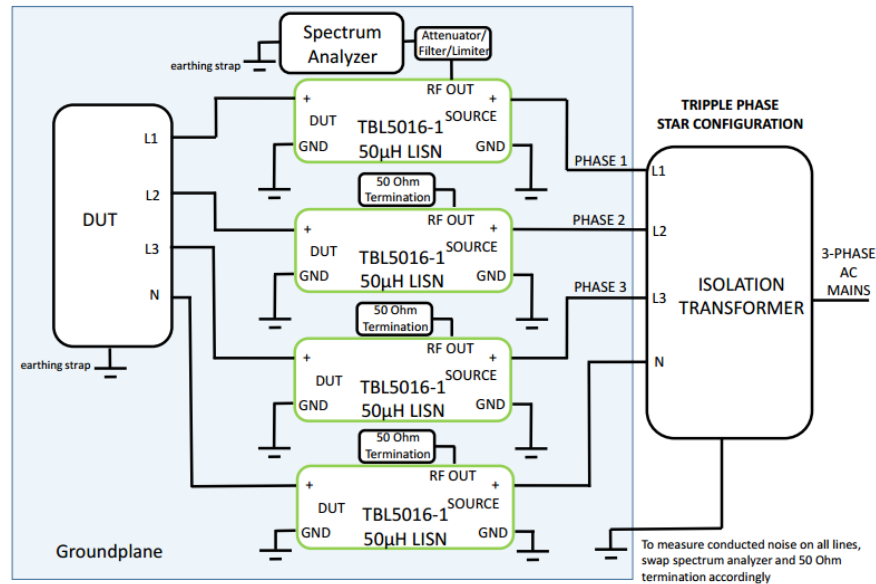 Spectrum
Analyzer
Attenuator/
Filter/Limiter
earthing strap
RF OUT
+
+
DUT
SOURCE
TBL5016-1
GND
GND
50µH LISN
TRIPPLE PHASE
STAR CONFIGURATION
L1
PHASE 1
L1
50 Ohm
Termination
RF OUT
+
+
DUT
SOURCE
TBL5016-1
GND
GND
50µH LISN
L2
PHASE 2
L2
DUT
L3
PHASE 3
L3
N
50 Ohm
Termination
RF OUT
+
+
DUT
SOURCE
TBL5016-1
GND
GND
50µH LISN
N
ISOLATION
TRANSFORMER
3-PHASE
AC
MAINS
earthing strap
50 Ohm
Termination
RF OUT
+
+
DUT
SOURCE
TBL5016-1
GND
GND
50µH LISN
Groundplane
To measure conducted noise on all lines,
swap spectrum analyzer and 50 Ohm
termination accordingly